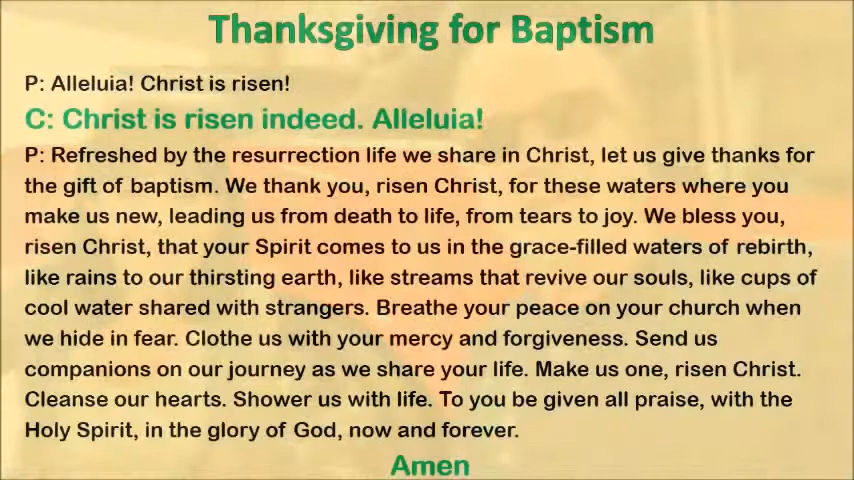 Thanksgiving for Baptism
P: Alleluia! Christ is risen!
C: Christ is risen indeed. Alleluia!
P: Refreshed by the resurrection life we share in Christ, let us give thanks for
the gift of baptism. We thank you, risen Christ, for these waters where you
make us new, leading us from death to life, from tears to joy. We bless you,
risen Christ, that your Spirit comes to us in the grace-filled waters of rebirth,
like rains to our thirsting earth, like streams that revive our souls, like cups of
cool water shared with strangers. Breathe your peace on your church when
we hide in fear. Clothe us with your mercy and forgiveness. Send us
companions on our journey as we share your life. Make us one, risen Christ.
Cleanse our hearts. Shower us with life. To you be given all praise, with the
Holy Spirit, in the glory of God, now and forever.
Amen